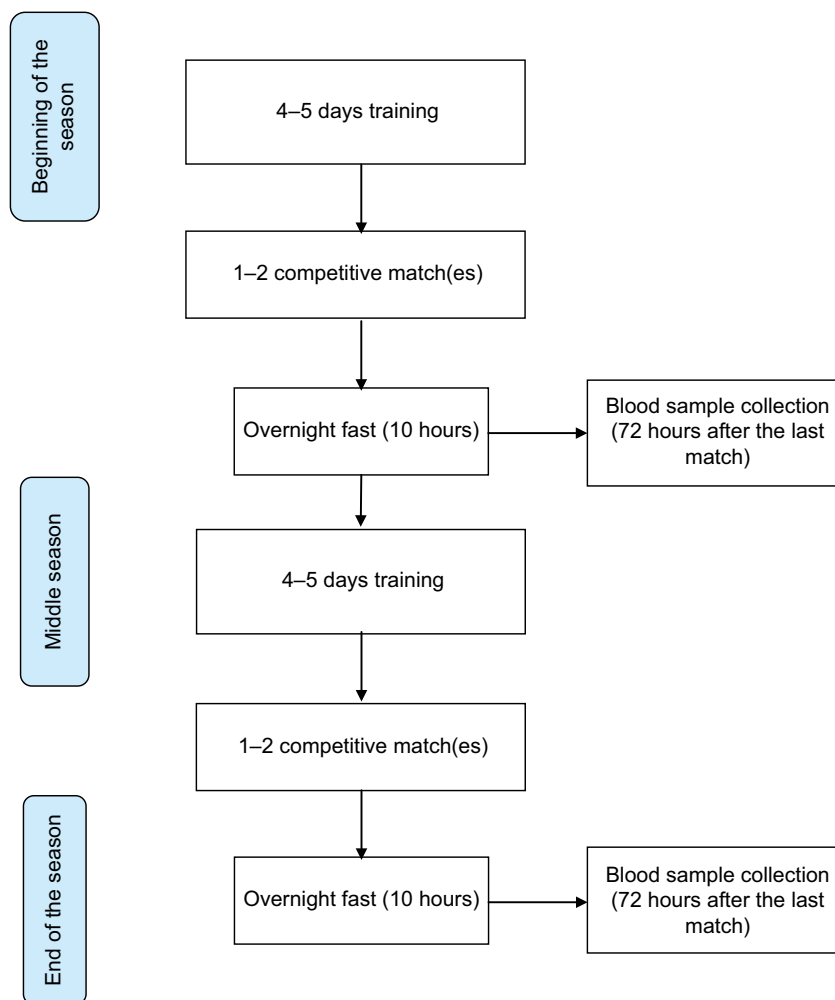 Beginning of the
season
4–5 days training
1–2 competitive match(es)
Overnight fast (10 hours)
Blood sample collection
(72 hours after the last
match)
Middle season
4–5 days training
1–2 competitive match(es)
End of the season
Overnight fast (10 hours)
Blood sample collection
(72 hours after the last
match)